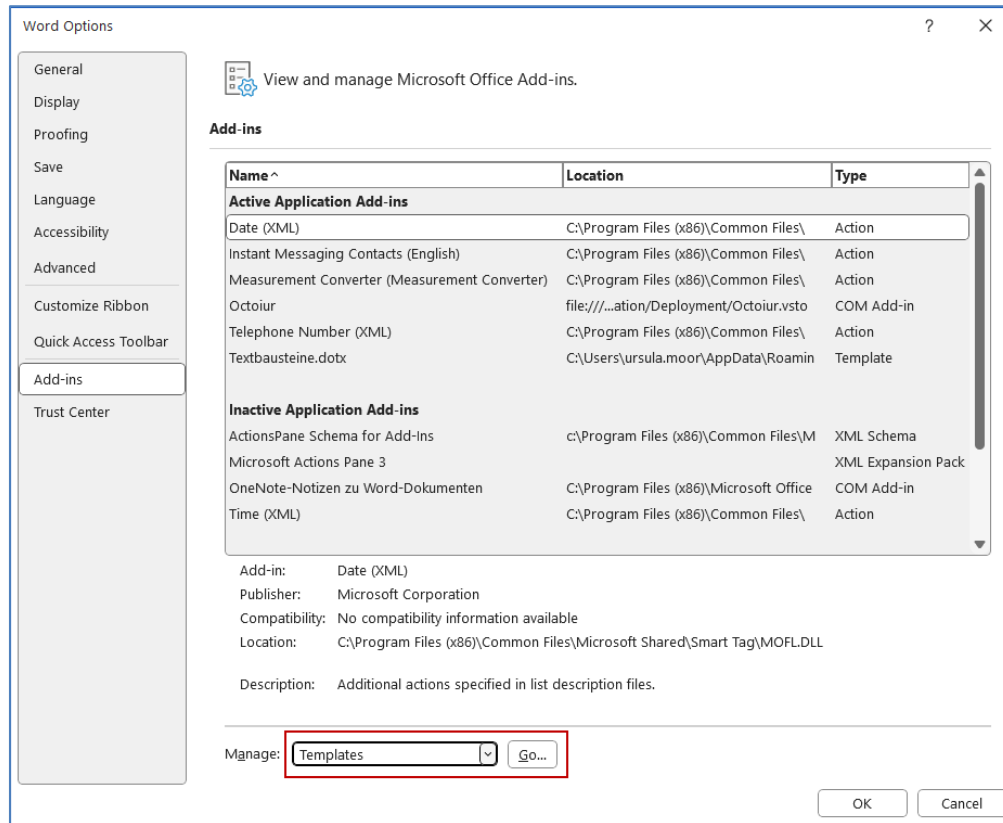 Word Options ?
General
Display
Proofing
Save
Language
Accessibility
Advanced
Customize Ribbon
Quick Access Toolbar
Add-ins
Trust Center
View and manage Microsoft Office Add-ins.
Add-ins
Name Location Type
Active Application Add-ins
Date (XML) C:\Program Files (x86)\Common Files\ Action
Instant Messaging Contacts (English) C:\Program Files (x86)\Common Files\ Action
Measurement Converter (Measurement Converter) C:\Program Files (x86)\Common Files\ Action
Octoiur file:///...ation/Deployment/Octoiur.vsto COM Add-in
Telephone Number (XML) C:\Program Files (x86)\Common Files\ Action
Textbausteine.dotx C:\Users\ursula.moor\AppData\Roamin Template
Inactive Application Add-ins
ActionsPane Schema for Add-Ins c:\Program Files (x86)\Common Files\M XML Schema
Microsoft Actions Pane 3 XML Expansion Pack
OneNote-Notizen zu Word-Dokumenten C:\Program Files (x86)\Microsoft Office COM Add-in
Time (XML) C:\Program Files (x86)\Common Files\ Action
Add-in: Date (XML)
Publisher: Microsoft Corporation
Compatibility: No compatibility information available
Location: C:\Program Files (x86)\Common Files\Microsoft Shared\Smart Tag\MOFL.DLL
Description: Additional actions specified in list description files.
Manage: Templates Go...
OK Cancel